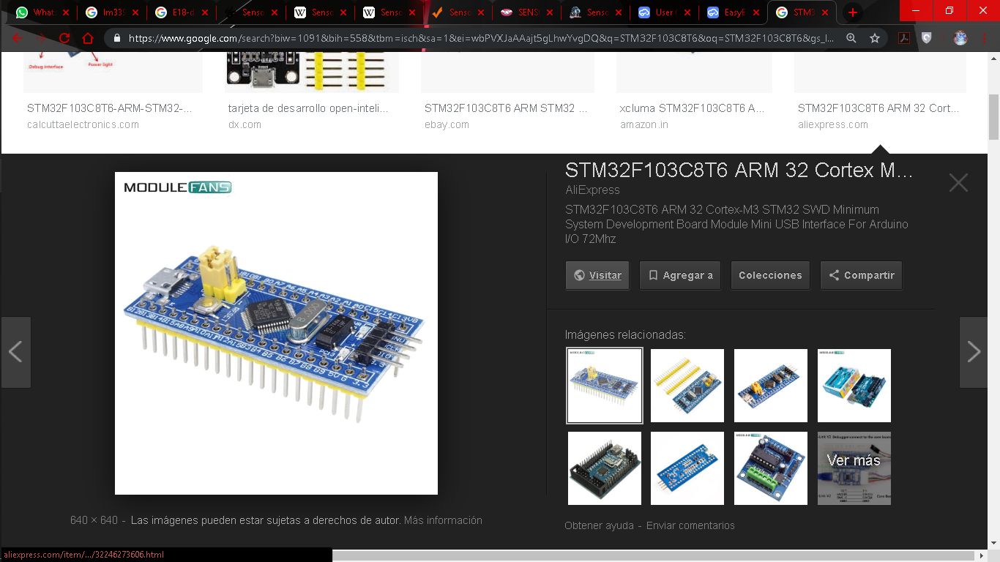 What
lm339
E18-d
Senso
Senso
Senso
Senso
SENS
Senso
User
EasyE
STM3
https://www.google.com/search?biw=1091&bih=558&tbm=isch&sa=1&ei=wbPVXJaAAajt5gLhwYvgDQ&q=STM32F103C8T6&oq=STM32F103C8T6&gs_l...
Debug interface
Power light
STM32F103C8T6-ARM-STM32-...
calcuttaelectronics.com
tarjeta de desarrollo open-inteli...
dx.com
STM32F103C8T6 ARM STM32 ...
ebay.com
xcluma STM32F103C8T6 A...
amazon.in
STM32F103C8T6 ARM 32 Cort...
aliexpress.com
MODULEFANS
STM32F103C8T6 ARM 32 Cortex M...
AliExpress
STM32F103C8T6 ARM 32 Cortex-M3 STM32 SWD Minimum
System Development Board Module Mini USB Interface For Arduino
I/O 72Mhz
Visitar
Agregar a
Colecciones
Compartir
Imágenes relacionadas:
Ver más
640 × 640 - Las imágenes pueden estar sujetas a derechos de autor. Más información
Obtener ayuda - Enviar comentarios
aliexpress.com/item/.../32246273606.html